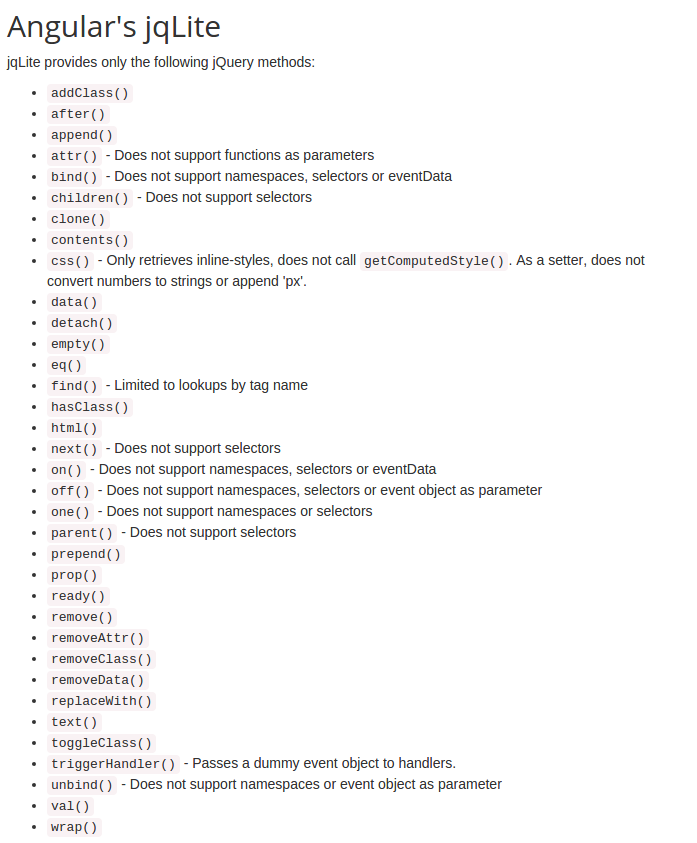 Angular's jqLite
jqLite provides only the following jQuery methods:
• addClass()
• after()
• append()
• attr() - Does not support functions as parameters
• bind() - Does not support namespaces, selectors or eventData
• children() - Does not support selectors
• clone()
• contents()
• css() - Only retrieves inline-styles, does not call getComputedStyle(). As a setter, does not
convert numbers to strings or append 'px'.
• data()
• detach()
• empty()
• eq()
• find() - Limited to lookups by tag name
• hasClass()
• html()
• next() - Does not support selectors
• on() - Does not support namespaces, selectors or eventData
• off() - Does not support namespaces, selectors or event object as parameter
• one() - Does not support namespaces or selectors
• parent() - Does not support selectors
• prepend()
• prop()
• ready()
• remove()
• removeAttr()
• removeClass()
• removeData()
• replaceWith()
• text()
• toggleClass()
• triggerHandler() - Passes a dummy event object to handlers.
• unbind() - Does not support namespaces or event object as parameter
• val()
• wrap()